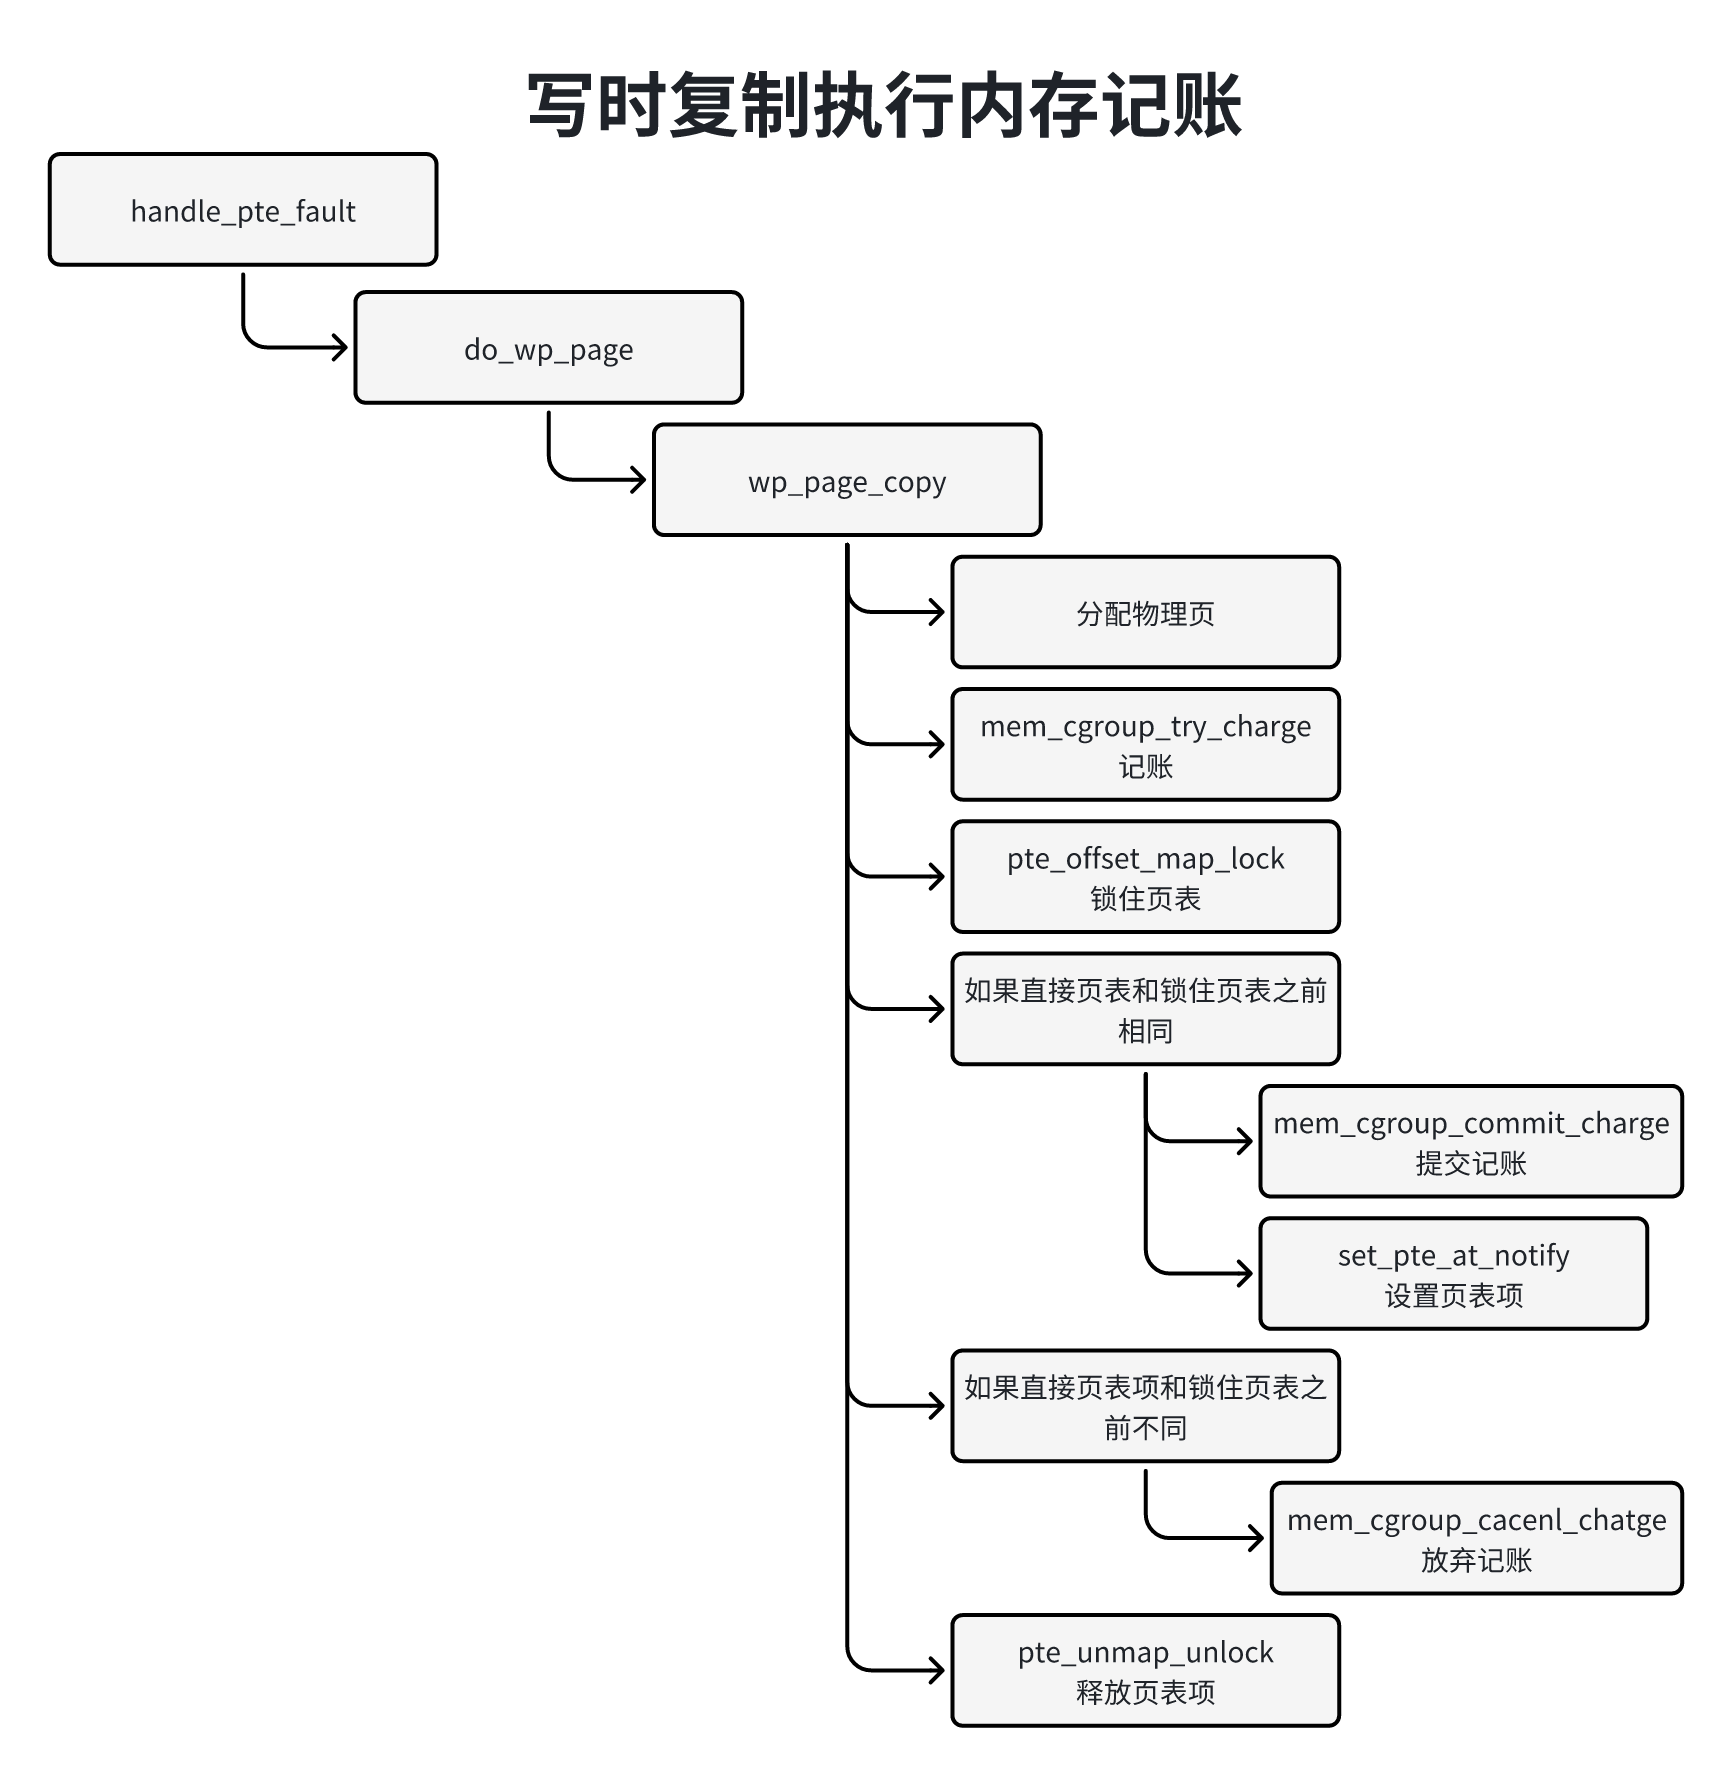 写时复制执行内存记账
handle_pte_fault
do_wp_page
wp_page_copy
分配物理页
mem_cgroup_try_charge
记账
pte_offset_map_lock
锁住页表
如果直接页表和锁住页表之前
相同
mem_cgroup_commit_charge
提交记账
set_pte_at_notify
设置页表项
如果直接页表项和锁住页表之
前不同
mem_cgroup_cacenl_chatge
放弃记账
pte_unmap_unlock
释放页表项